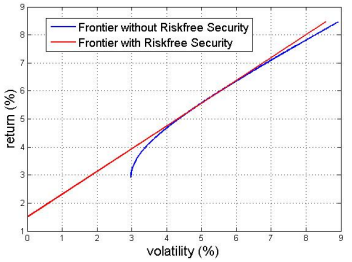 9
8
7
6
5
4
3
2
1
0 1 2 3 4 5 6 7 8 9
return (%)
volatility (%)
Frontier without Riskfree Security
Frontier with Riskfree Security